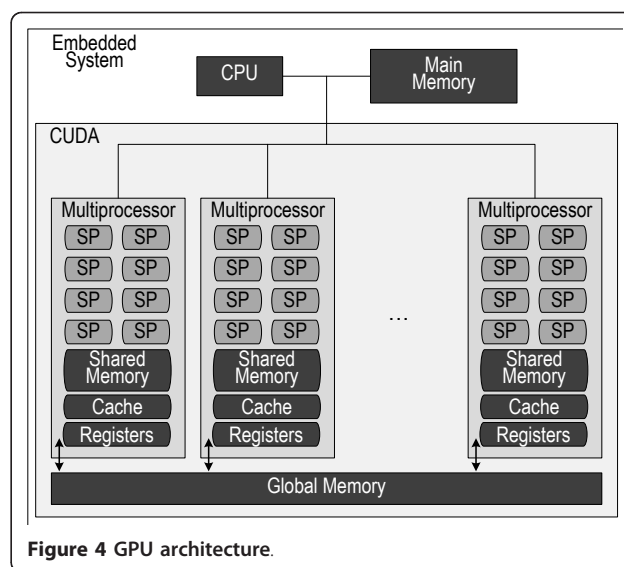 Embedded
System
CPU
Main
Memory
CUDA
Multiprocessor
SP SP
SP SP
SP SP
SP SP
Shared
Memory
Cache
Registers
Multiprocessor
SP SP
SP SP
SP SP
SP SP
Shared
Memory
Cache
Registers
...
Multiprocessor
SP SP
SP SP
SP SP
SP SP
Shared
Memory
Cache
Registers
Global Memory
Figure 4 GPU architecture.